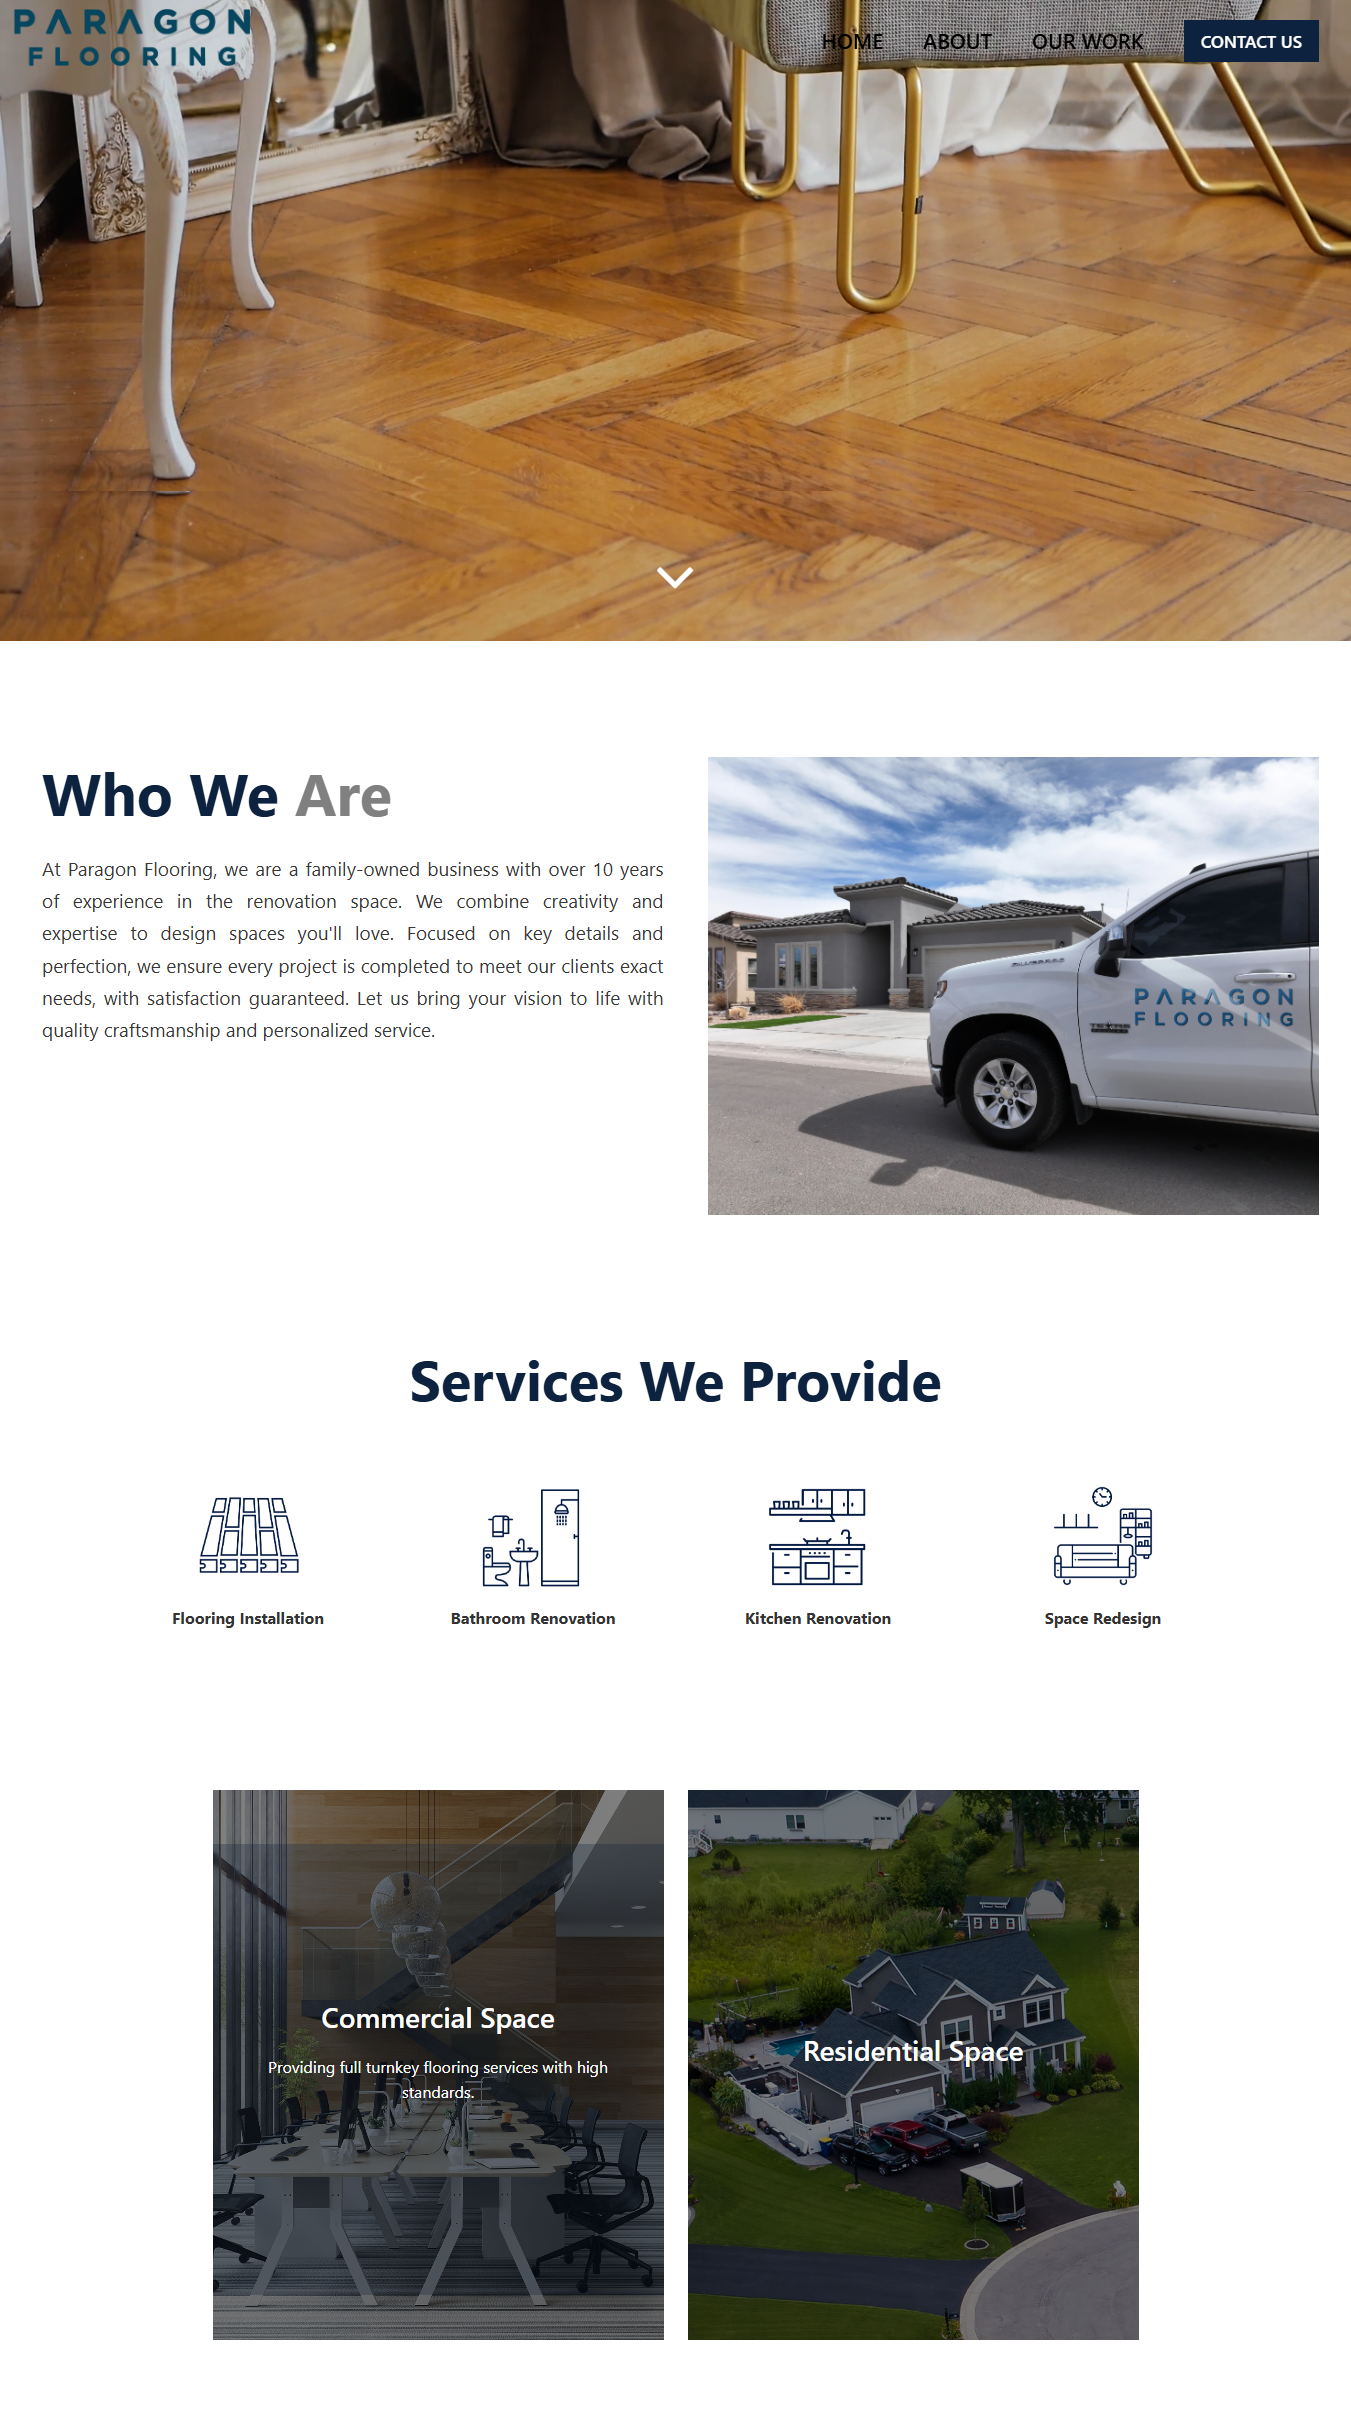 PARAGON
FLOORING
HOME
ABOUT
OUR WORK
CONTACT US
Who We Are
At Paragon Flooring, we are a family-owned business with over 10 years
of experience in the renovation space. We combine creativity and
expertise to design spaces you'll love. Focused on key details and
perfection, we ensure every project is completed to meet our clients exact
needs, with satisfaction guaranteed. Let us bring your vision to life with
quality craftsmanship and personalized service.
PARAGON
FLOORING
Services We Provide
Flooring Installation
Bathroom Renovation
Kitchen Renovation
Space Redesign
Commercial Space
Providing full turnkey flooring services with high
standards.
Residential Space